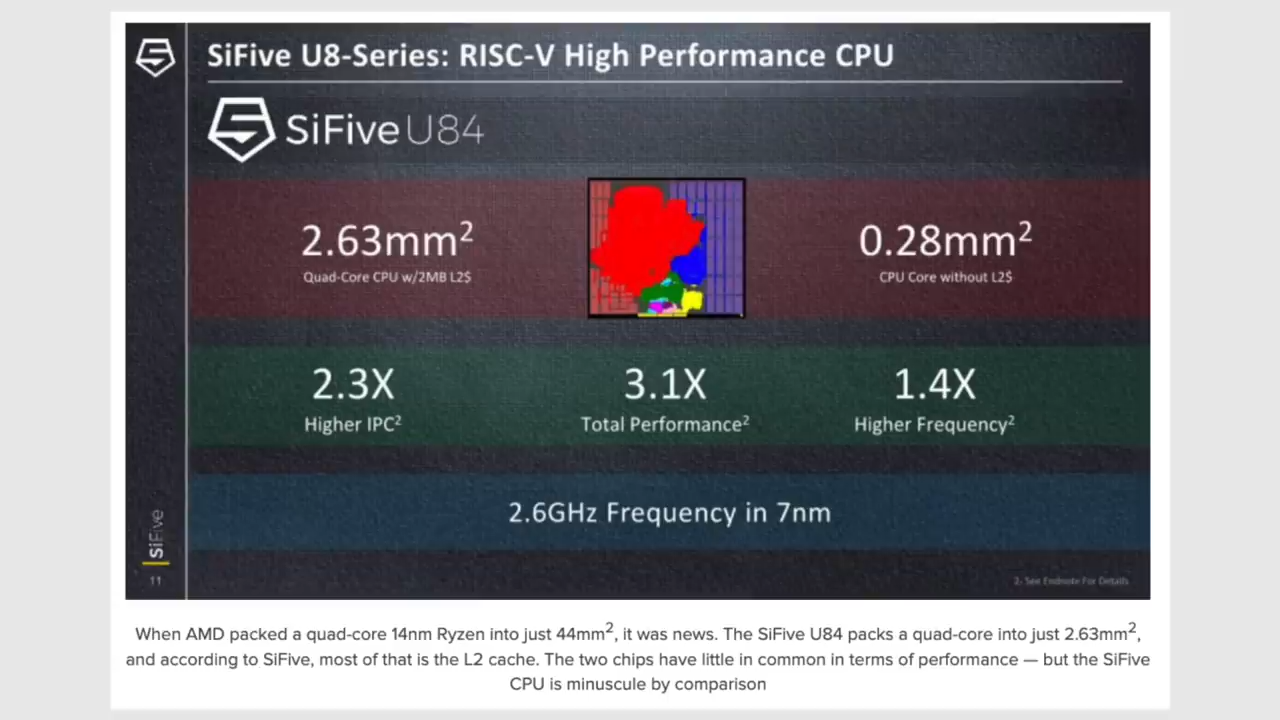 SiFive U8-Series: RISC-V High Performance CPU
SiFive U84
2.63mm²
Quad-Core CPU w/2MB L2$
0.28mm²
CPU Core without L2$
2.3X
Higher IPC²
3.1X
Total Performance²
1.4X
Higher Frequency²
2.6GHz Frequency in 7nm
SiFive
11
2. See Endnote For Details
When AMD packed a quad-core 14nm Ryzen into just 44mm², it was news. The SiFive U84 packs a quad-core into just 2.63mm²,
and according to SiFive, most of that is the L2 cache. The two chips have little in common in terms of performance — but the SiFive
CPU is minuscule by comparison